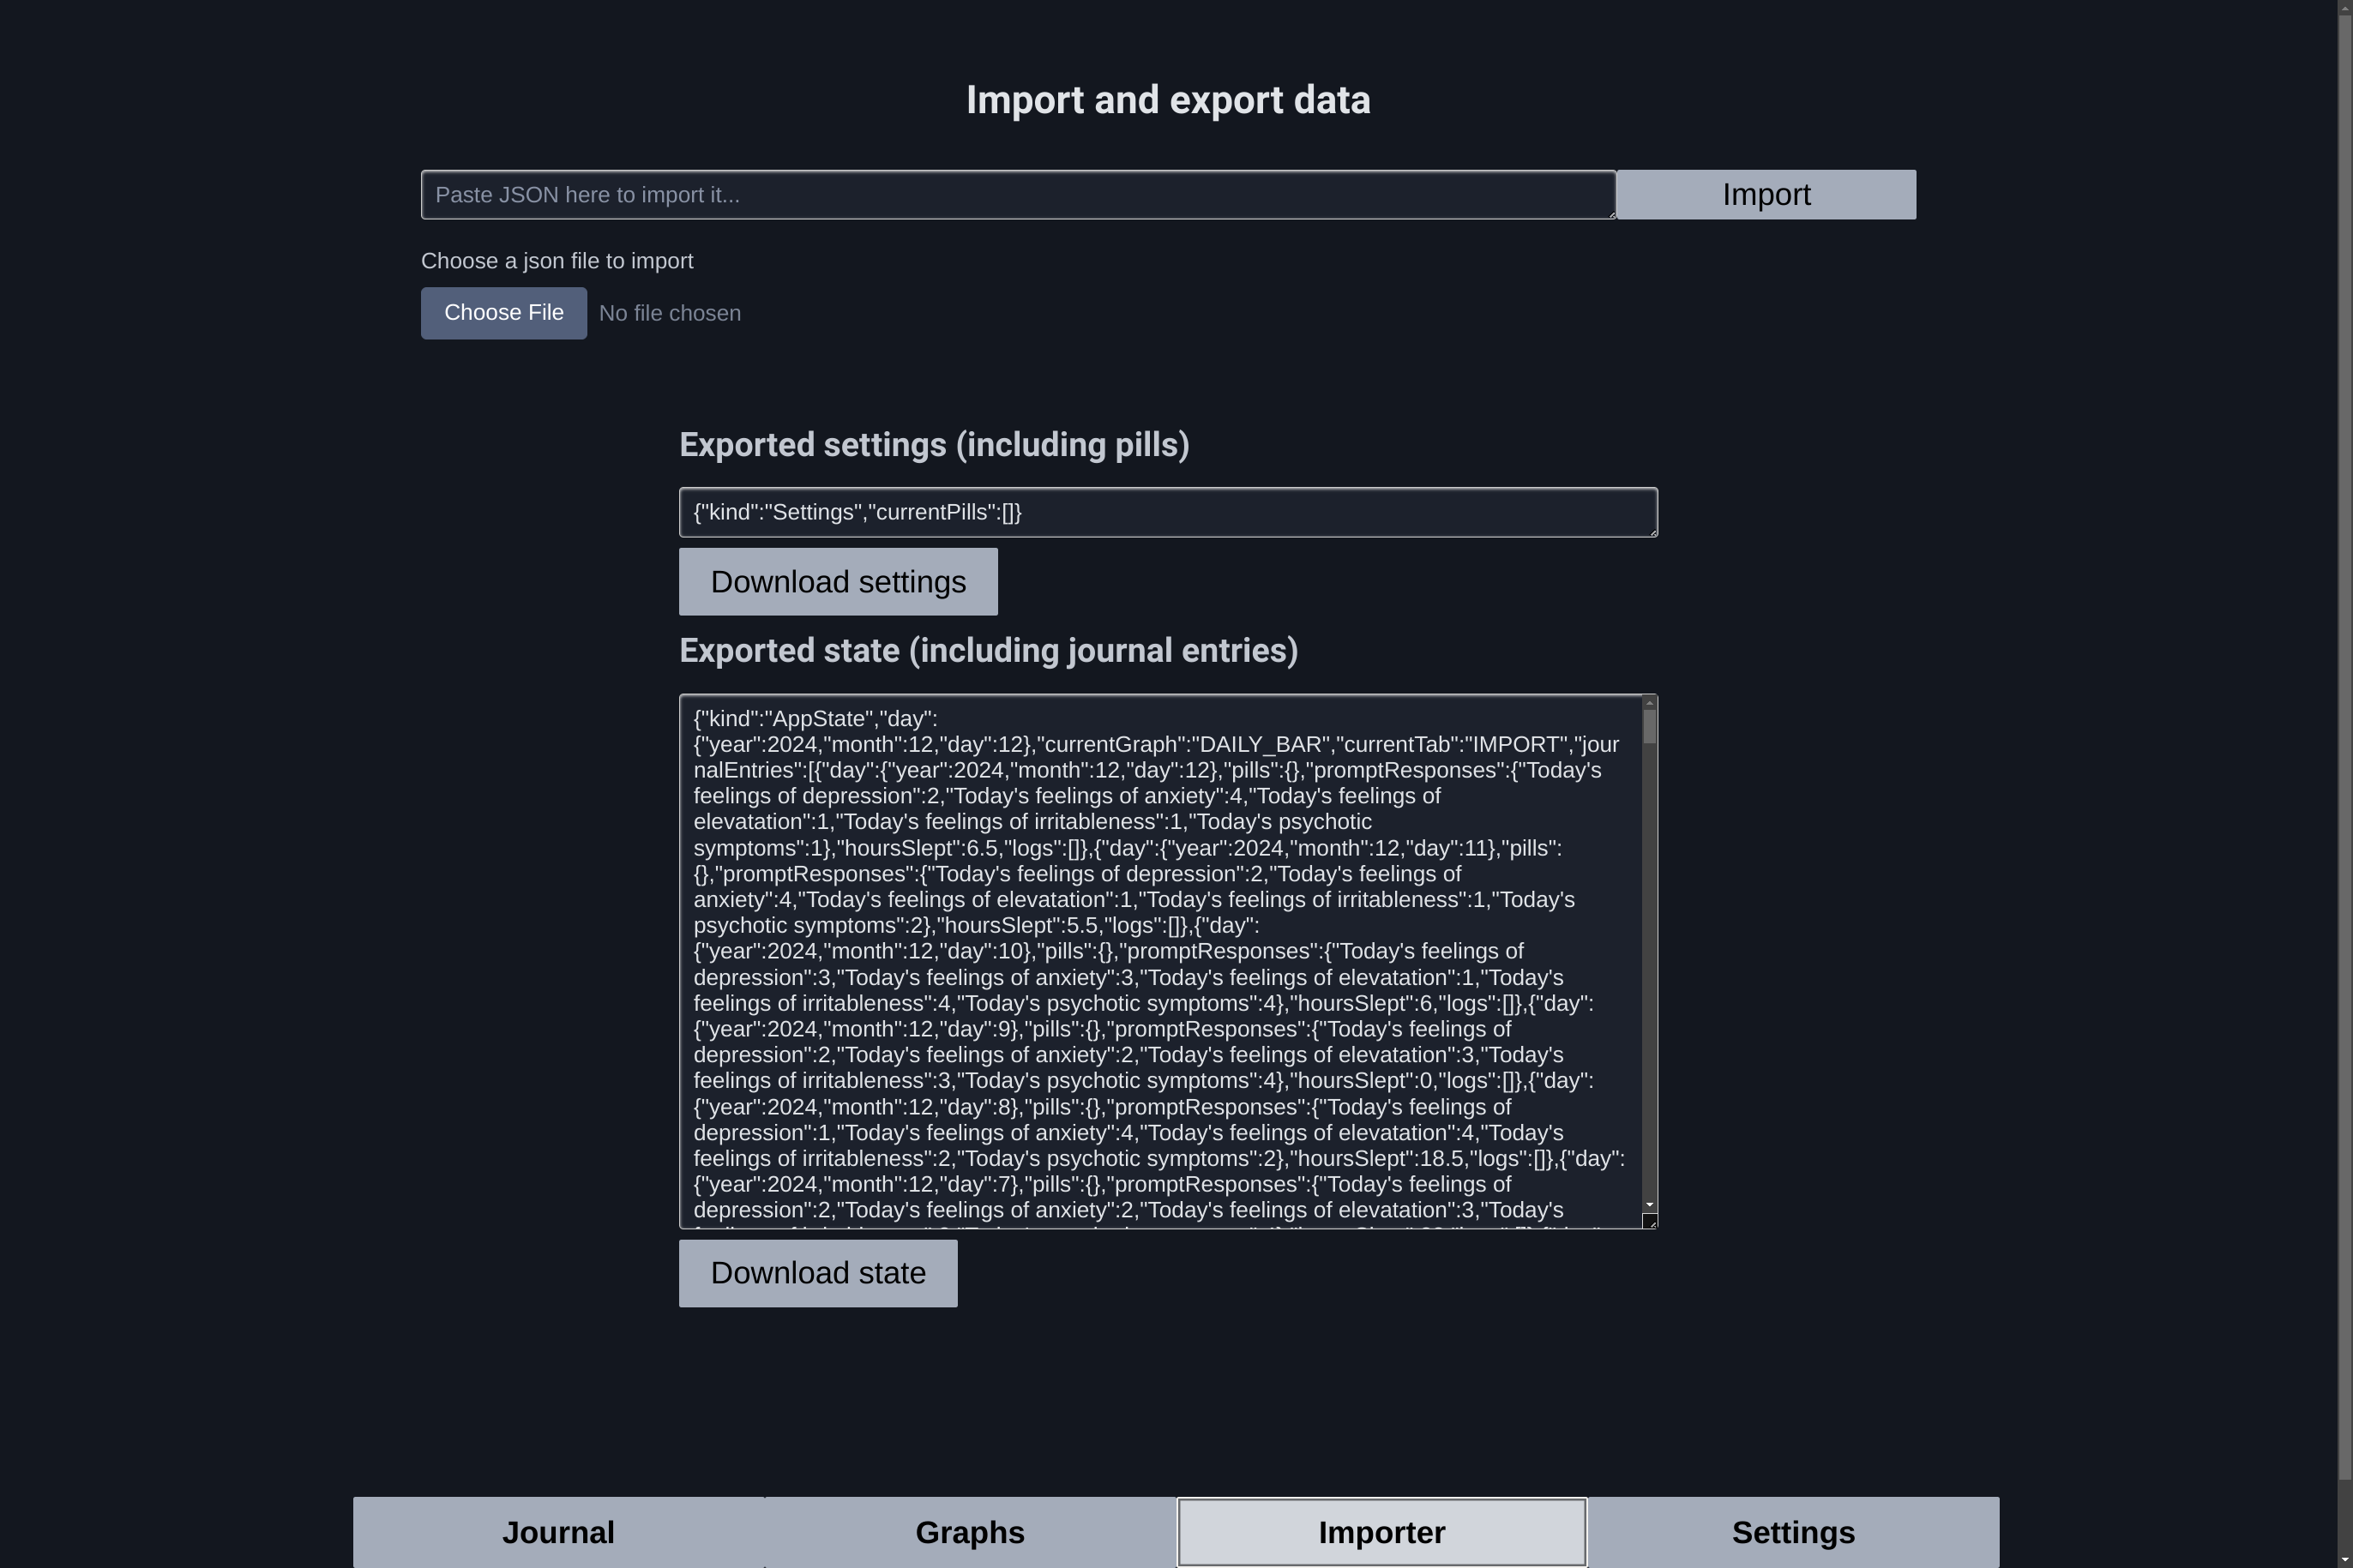 Import and export data
Paste JSON here to import it...
Import
Choose a json file to import
Choose File
No file chosen
Exported settings (including pills)
{"kind":"Settings","currentPills":[]}
Download settings
Exported state (including journal entries)
{"kind":"AppState","day":
{"year":2024,"month":12,"day":12},"currentGraph":"DAILY_BAR","currentTab":"IMPORT","jour
nalEntries":[{"day":{"year":2024,"month":12,"day":12},"pills":{},"promptResponses":{"Today's
feelings of depression":2,"Today's feelings of anxiety":4,"Today's feelings of
elevatation":1,"Today's feelings of irritableness":1,"Today's psychotic
symptoms":1},"hoursSlept":6.5,"logs":[]},{"day":{"year":2024,"month":12,"day":11},"pills":
{},"promptResponses":{"Today's feelings of depression":2,"Today's feelings of
anxiety":4,"Today's feelings of elevatation":1,"Today's feelings of irritableness":1,"Today's
psychotic symptoms":2},"hoursSlept":5.5,"logs":[]},{"day":
{"year":2024,"month":12,"day":10},"pills":{},"promptResponses":{"Today's feelings of
depression":3,"Today's feelings of anxiety":3,"Today's feelings of elevatation":1,"Today's
feelings of irritableness":4,"Today's psychotic symptoms":4},"hoursSlept":6,"logs":[]},{"day":
{"year":2024,"month":12,"day":9},"pills":{},"promptResponses":{"Today's feelings of
depression":2,"Today's feelings of anxiety":2,"Today's feelings of elevatation":3,"Today's
feelings of irritableness":3,"Today's psychotic symptoms":4},"hoursSlept":0,"logs":[]},{"day":
{"year":2024,"month":12,"day":8},"pills":{},"promptResponses":{"Today's feelings of
depression":1,"Today's feelings of anxiety":4,"Today's feelings of elevatation":4,"Today's
feelings of irritableness":2,"Today's psychotic symptoms":2},"hoursSlept":18.5,"logs":[]},{"day":
{"year":2024,"month":12,"day":7},"pills":{},"promptResponses":{"Today's feelings of
depression":2,"Today's feelings of anxiety":2,"Today's feelings of elevatation":3,"Today's
Download state
Journal
Graphs
Importer
Settings